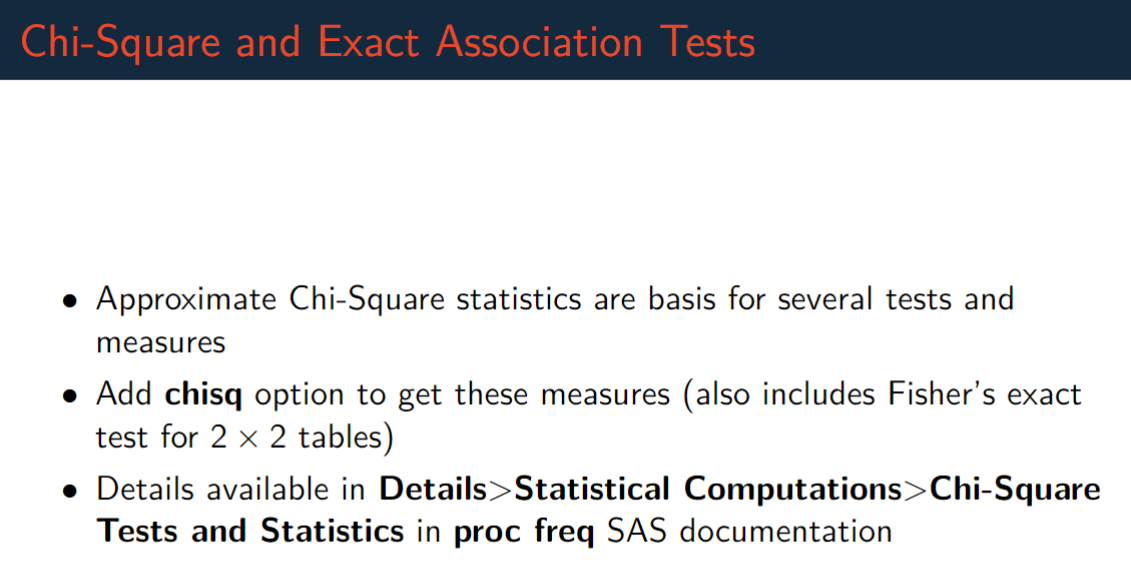 Chi-Square and Exact Association Tests
• Approximate Chi-Square statistics are basis for several tests and
measures
• Add chisq option to get these measures (also includes Fisher's exact
test for 2 × 2 tables)
• Details available in Details>Statistical Computations>Chi-Square
Tests and Statistics in proc freq SAS documentation